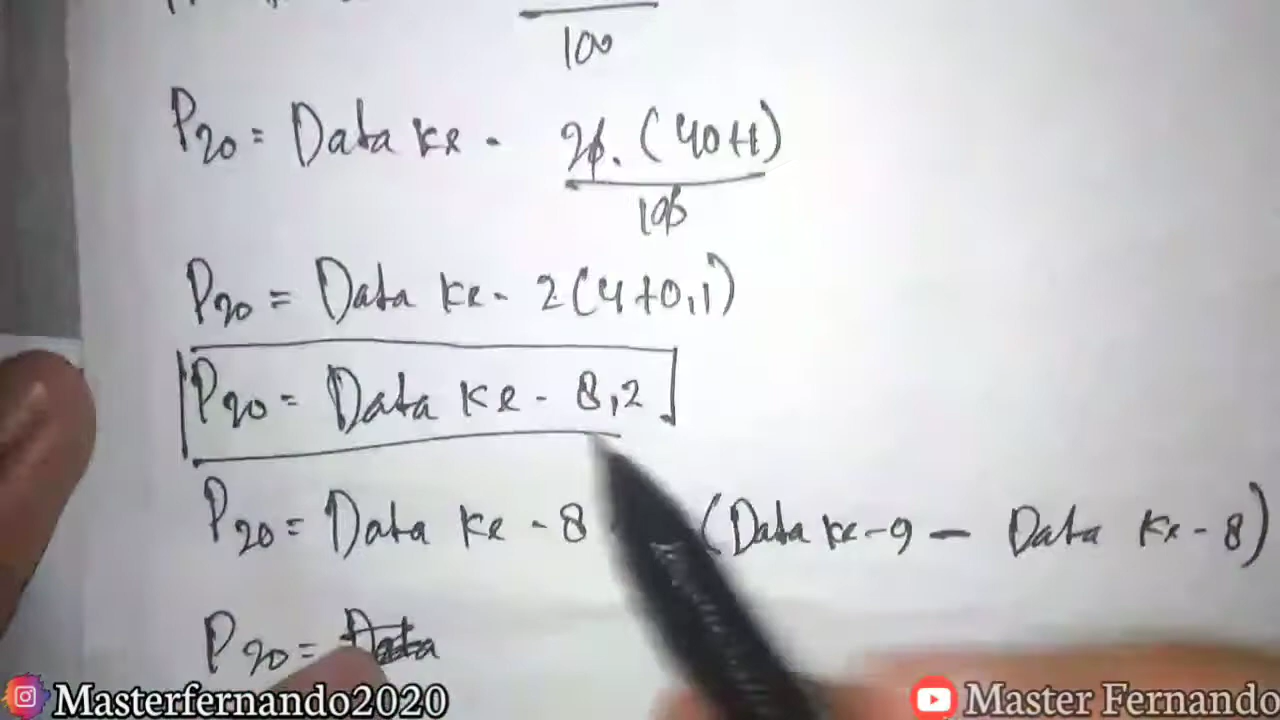 100
P20 = Data ke - 20. (40+1)
100
P20 = Data ke - 2(4+0,1)
P20 = Data ke - 8,2
P20 = Data ke - 8 (Data ke-9 - Data ke-8)
P20 = Data
Masterfernando2020
Master Fernando